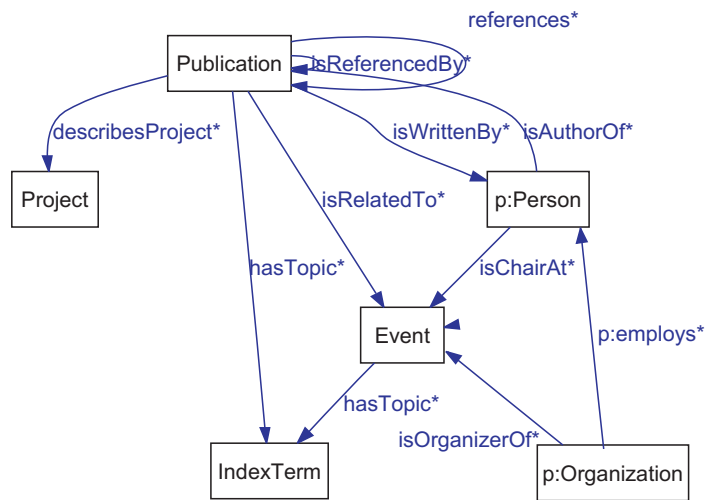 references*
Publication
isReferencedBy*
describesProject*
isWrittenBy*
isAuthorOf*
Project
p:Person
isRelatedTo*
hasTopic*
isChairAt*
Event
p:employs*
hasTopic*
isOrganizerOf*
IndexTerm
p:Organization